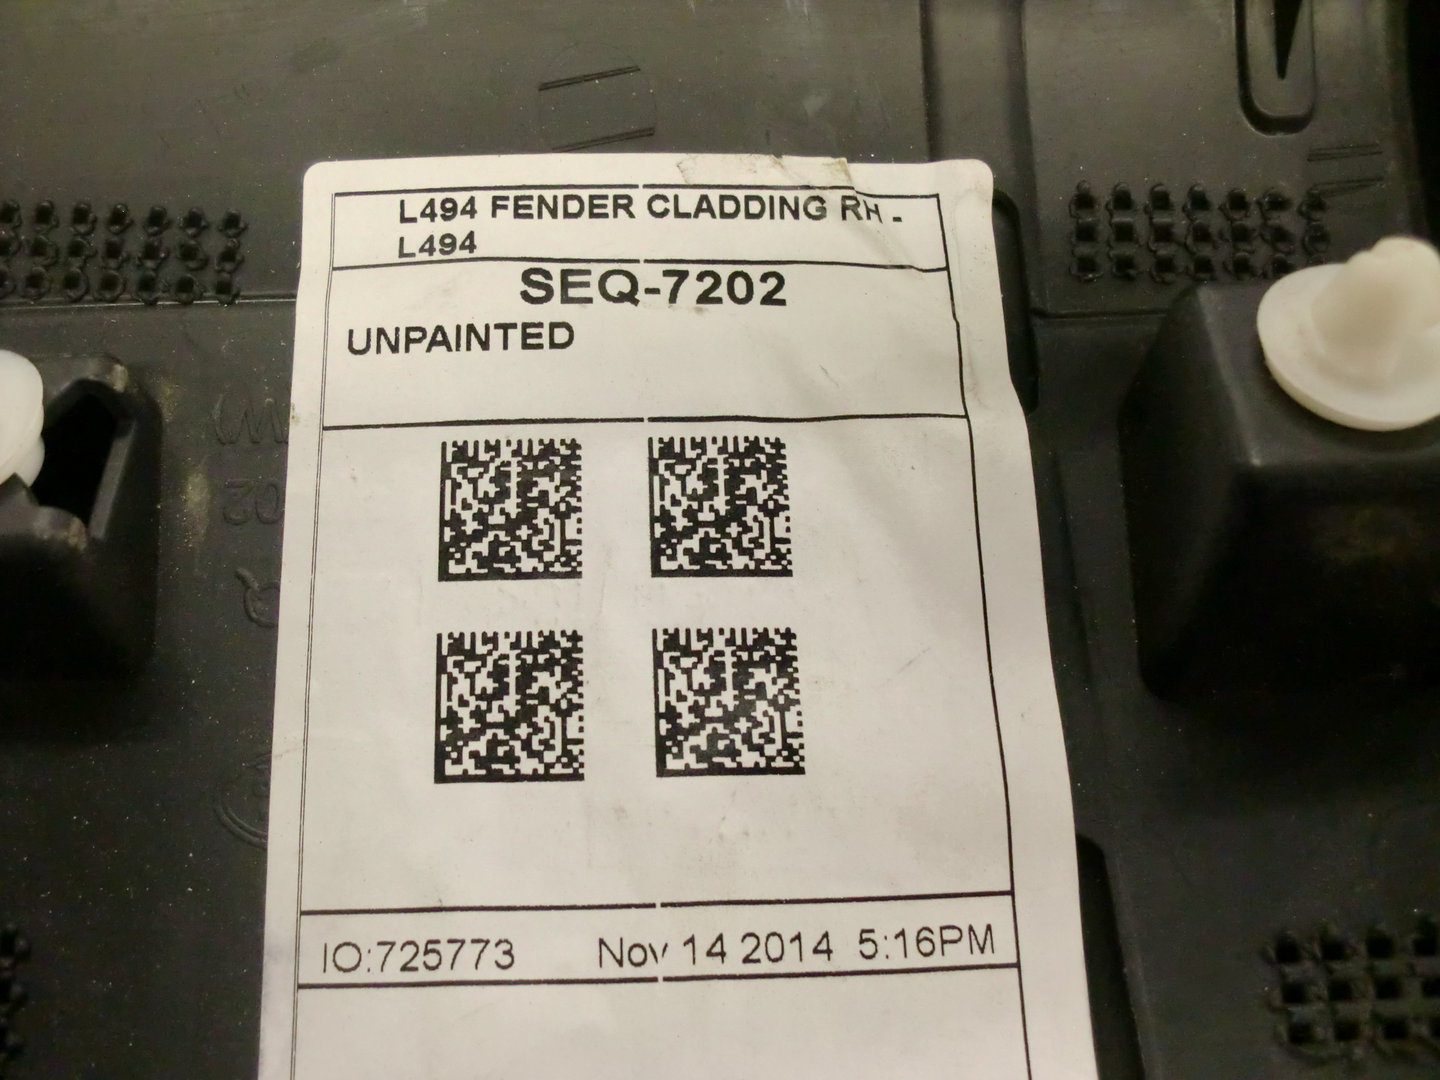 L494 FENDER CLADDING RH -
L494
SEQ-7202
UNPAINTED
IO:725773 Nov 14 2014 5:16PM